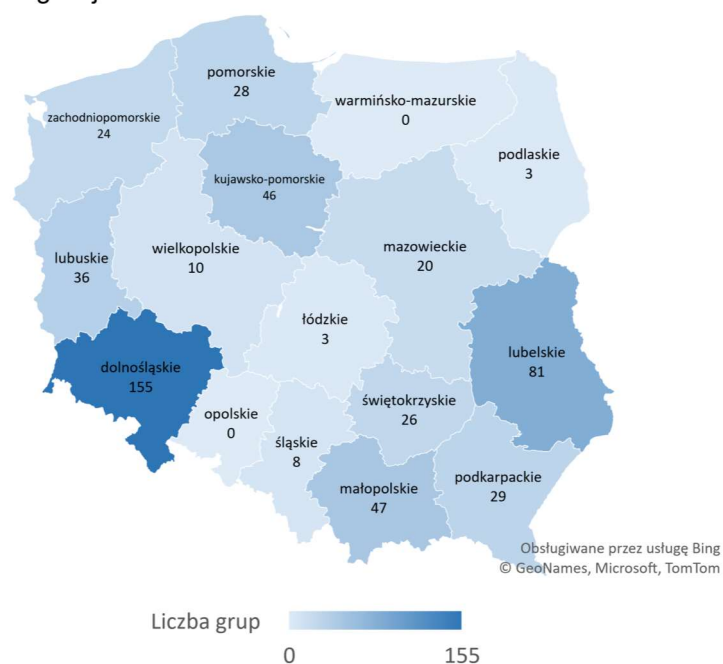 pomorskie
28
warmińsko-mazurskie
0
zachodniopomorskie
24
podlaskie
3
kujawsko-pomorskie
46
wielkopolskie
10
mazowieckie
20
lubuskie
36
łódzkie
3
lubelskie
81
dolnośląskie
155
świętokrzyskie
26
opolskie
0
śląskie
8
małopolskie
47
podkarpackie
29
Obsługiwane przez usługę Bing
© GeoNames, Microsoft, TomTom
Liczba grup
0
155